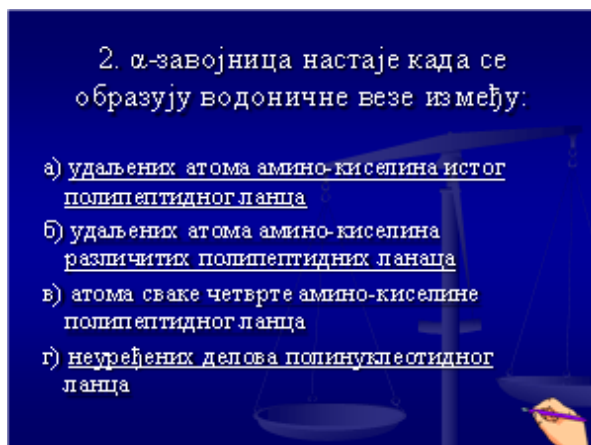 2. α-завојница настаје када се
образују водоничне везе између:
а) удаљених атома амино-киселина истог
полипептидног ланца
б) удаљених атома амино-киселина
различитих полипептидних ланаца
в) атома сваке четврте амино-киселине
полипептидног ланца
г) неуређених делова полинуклеотидног
ланца